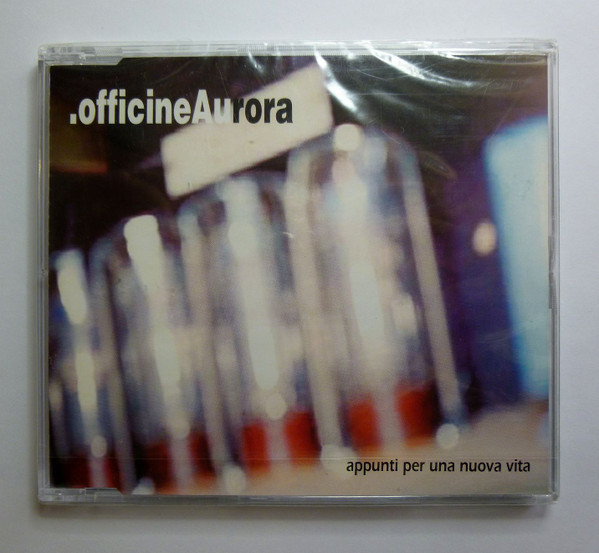 .officineAurora
appunti per una nuova vita